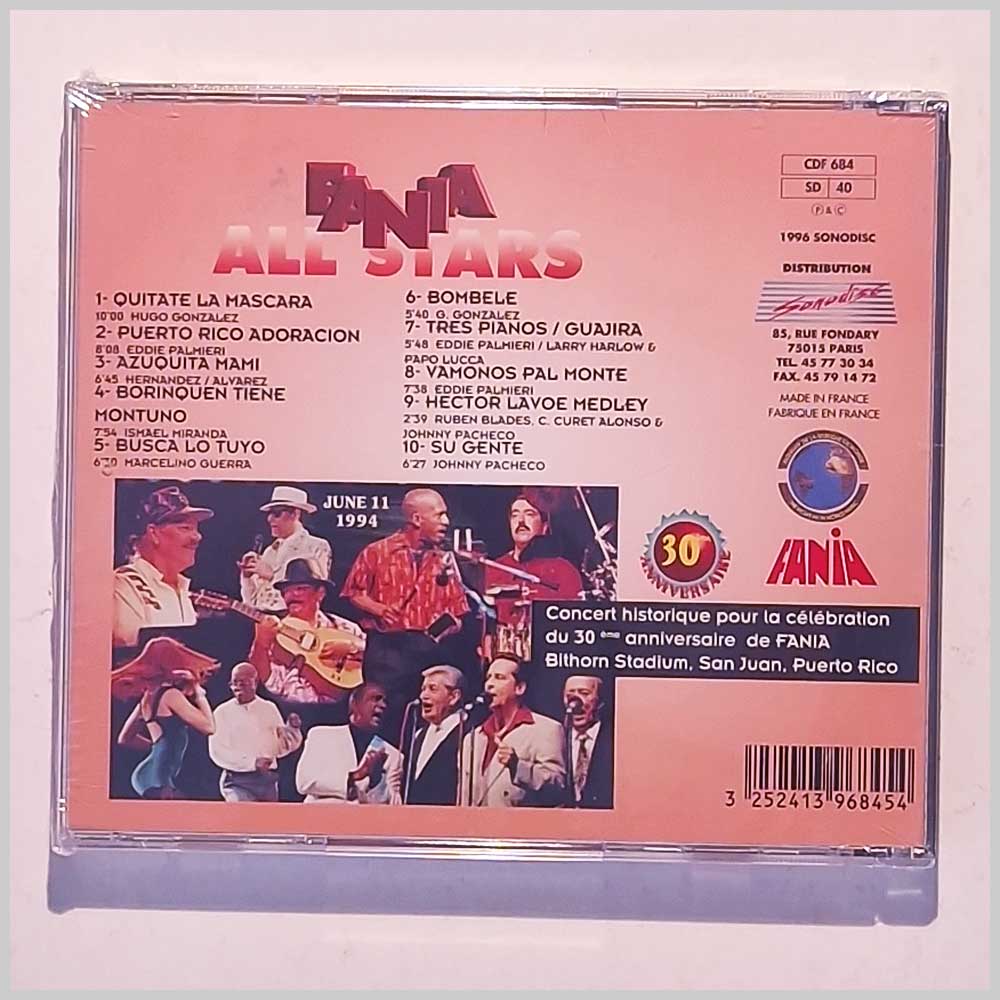 FANIA
ALL STARS
1- QUITATE LA MASCARA
10'00 HUGO GONZALEZ
2- PUERTO RICO ADORACION
8'08 EDDIE PALMIERI
3- AZUQUITA MAMI
6'45 HERNANDEZ / ALVAREZ
4- BORINQUEN TIENE
MONTUNO
7'54 ISMAEL MIRANDA
5- BUSCA LO TUYO
MARCELINO GUERRA
6- BOMBELE
5'40 G. GONZALEZ
7- TRES PIANOS / GUAJIRA
5'48 EDDIE PALMIERI / LARRY HARLOW &
PAPO LUCCA
8- VAMONOS PAL MONTE
7'38 EDDIE PALMIERI
9- HECTOR LAVOE MEDLEY
2'39 RUBEN BLADES, C. CURET ALONSO &
JOHNNY PACHECO
10- SU GENTE
6'27 JOHNNY PACHECO
CDF 684
SD 40
Ⓟ & ©
1996 SONODISC
DISTRIBUTION
Sonodisc
85, RUE FONDARY
75015 PARIS
TEL. 45 77 30 34
FAX. 45 79 14 72
MADE IN FRANCE
FABRIQUE EN FRANCE
JUNE 11
1994
30ème
ANNIVERSAIRE
FANIA
Concert historique pour la célébration
du 30 ème anniversaire de FANIA
Bithorn Stadium, San Juan, Puerto Rico
3 252413 968454